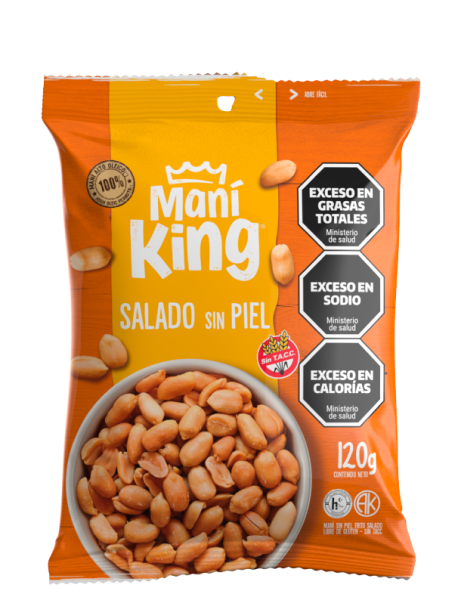 ABRE FÁCIL
MANÍ ALTO OLEICO
100%
Maní
King
SALADO SIN PIEL
Sin T.A.C.C.
EXCESO EN
GRASAS
TOTALES
Ministerio
de salud
EXCESO EN
SODIO
Ministerio
de salud
EXCESO EN
CALORÍAS
Ministerio
de salud
120g
CONTENIDO NETO
h
AK
MANÍ SIN PIEL FRITO SALADO
LIBRE DE GLUTEN - SIN TACC